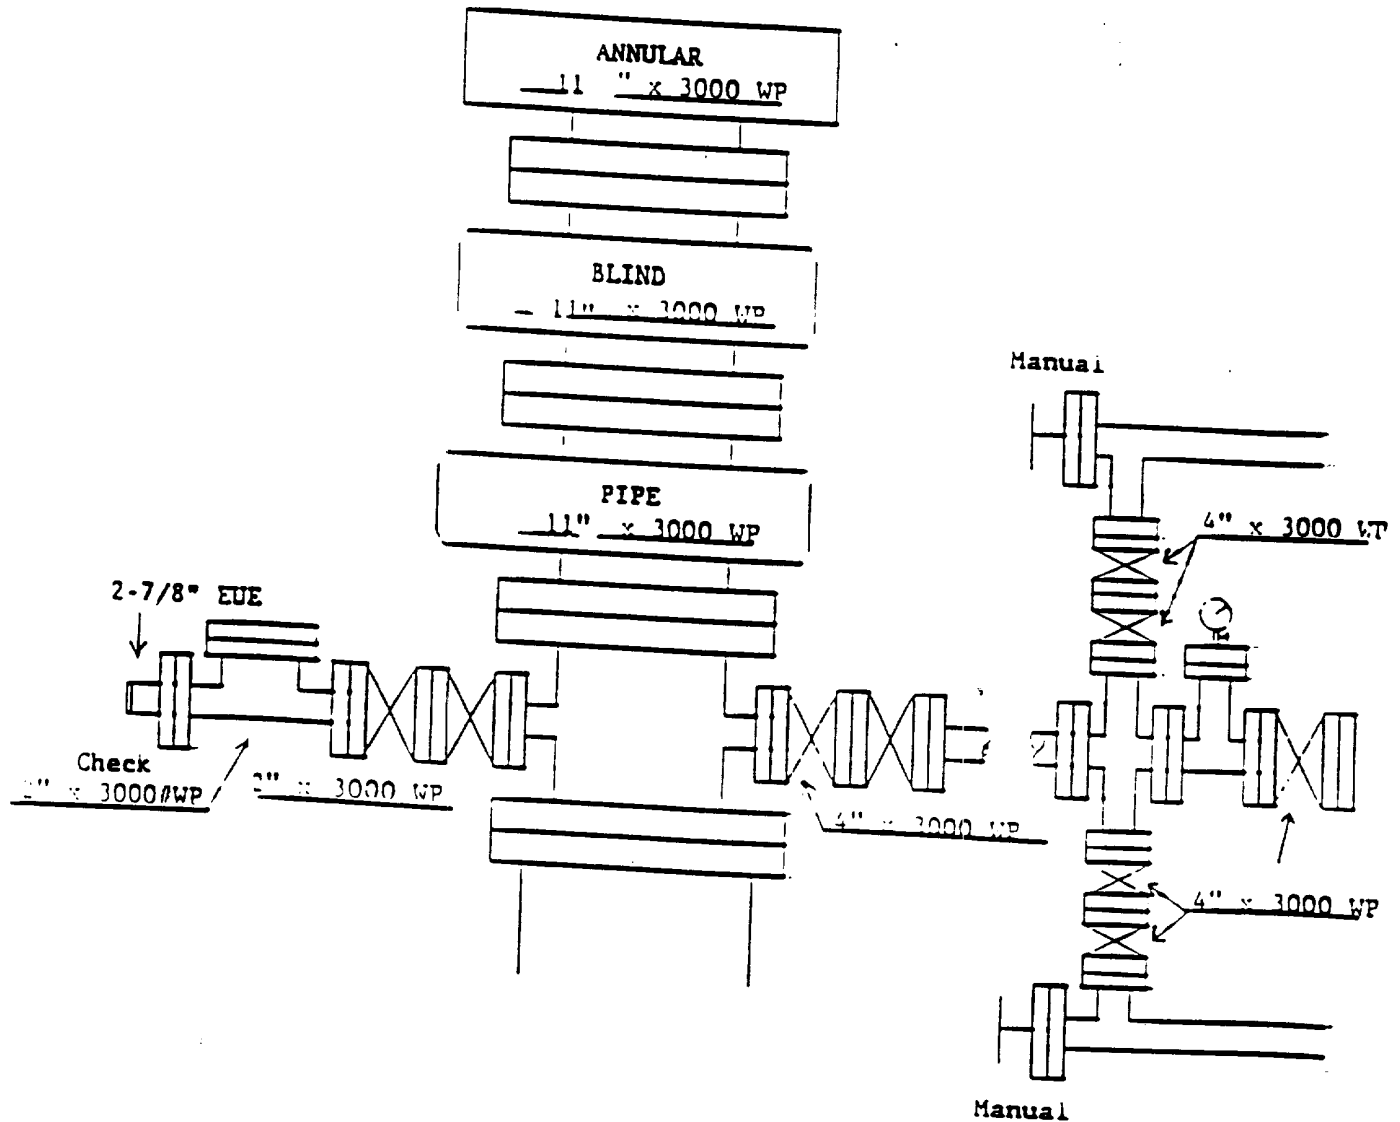 ANNULAR
11 " x 3000 WP
BLIND
11" x 3000 WP
Manual
PIPE
11" x 3000 WP
4" x 3000 WP
2-7/8" EUE
Check
2" x 3000#WP
2" x 3000 WP
4" x 3000 WP
4" x 3000 WP
Manual